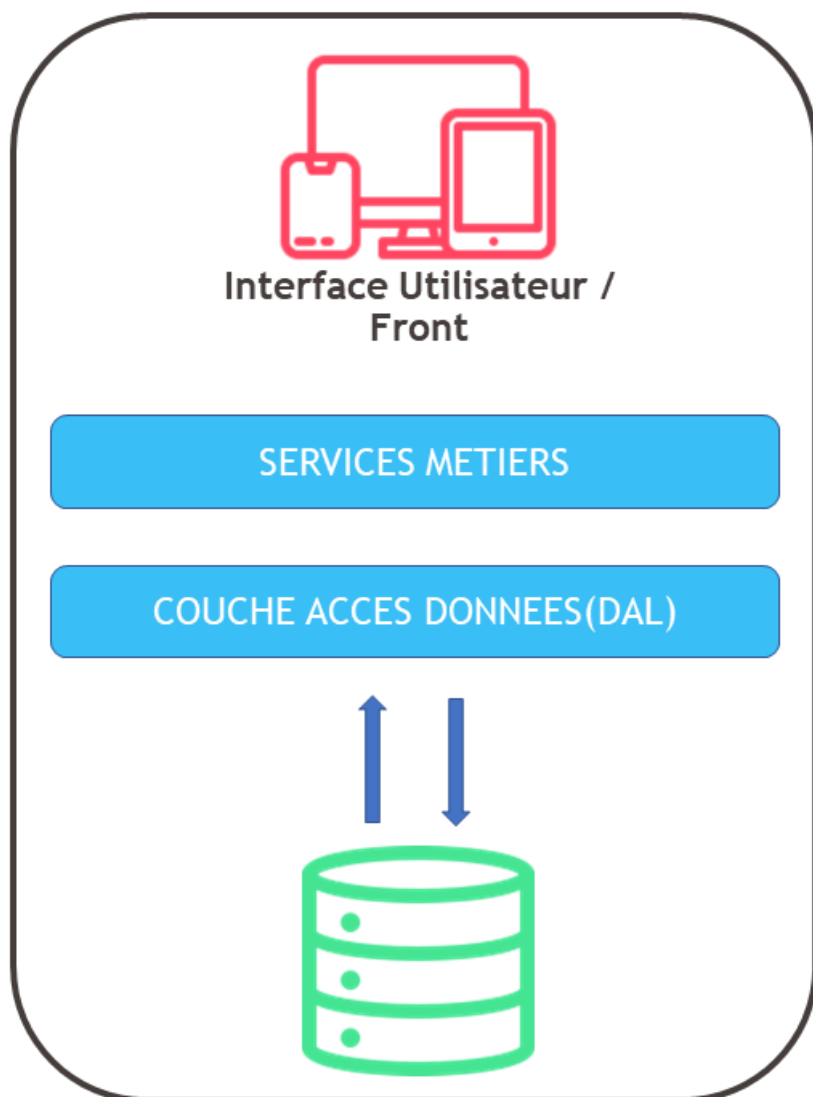 Interface Utilisateur /
Front
SERVICES METIERS
COUCHE ACCES DONNEES(DAL)